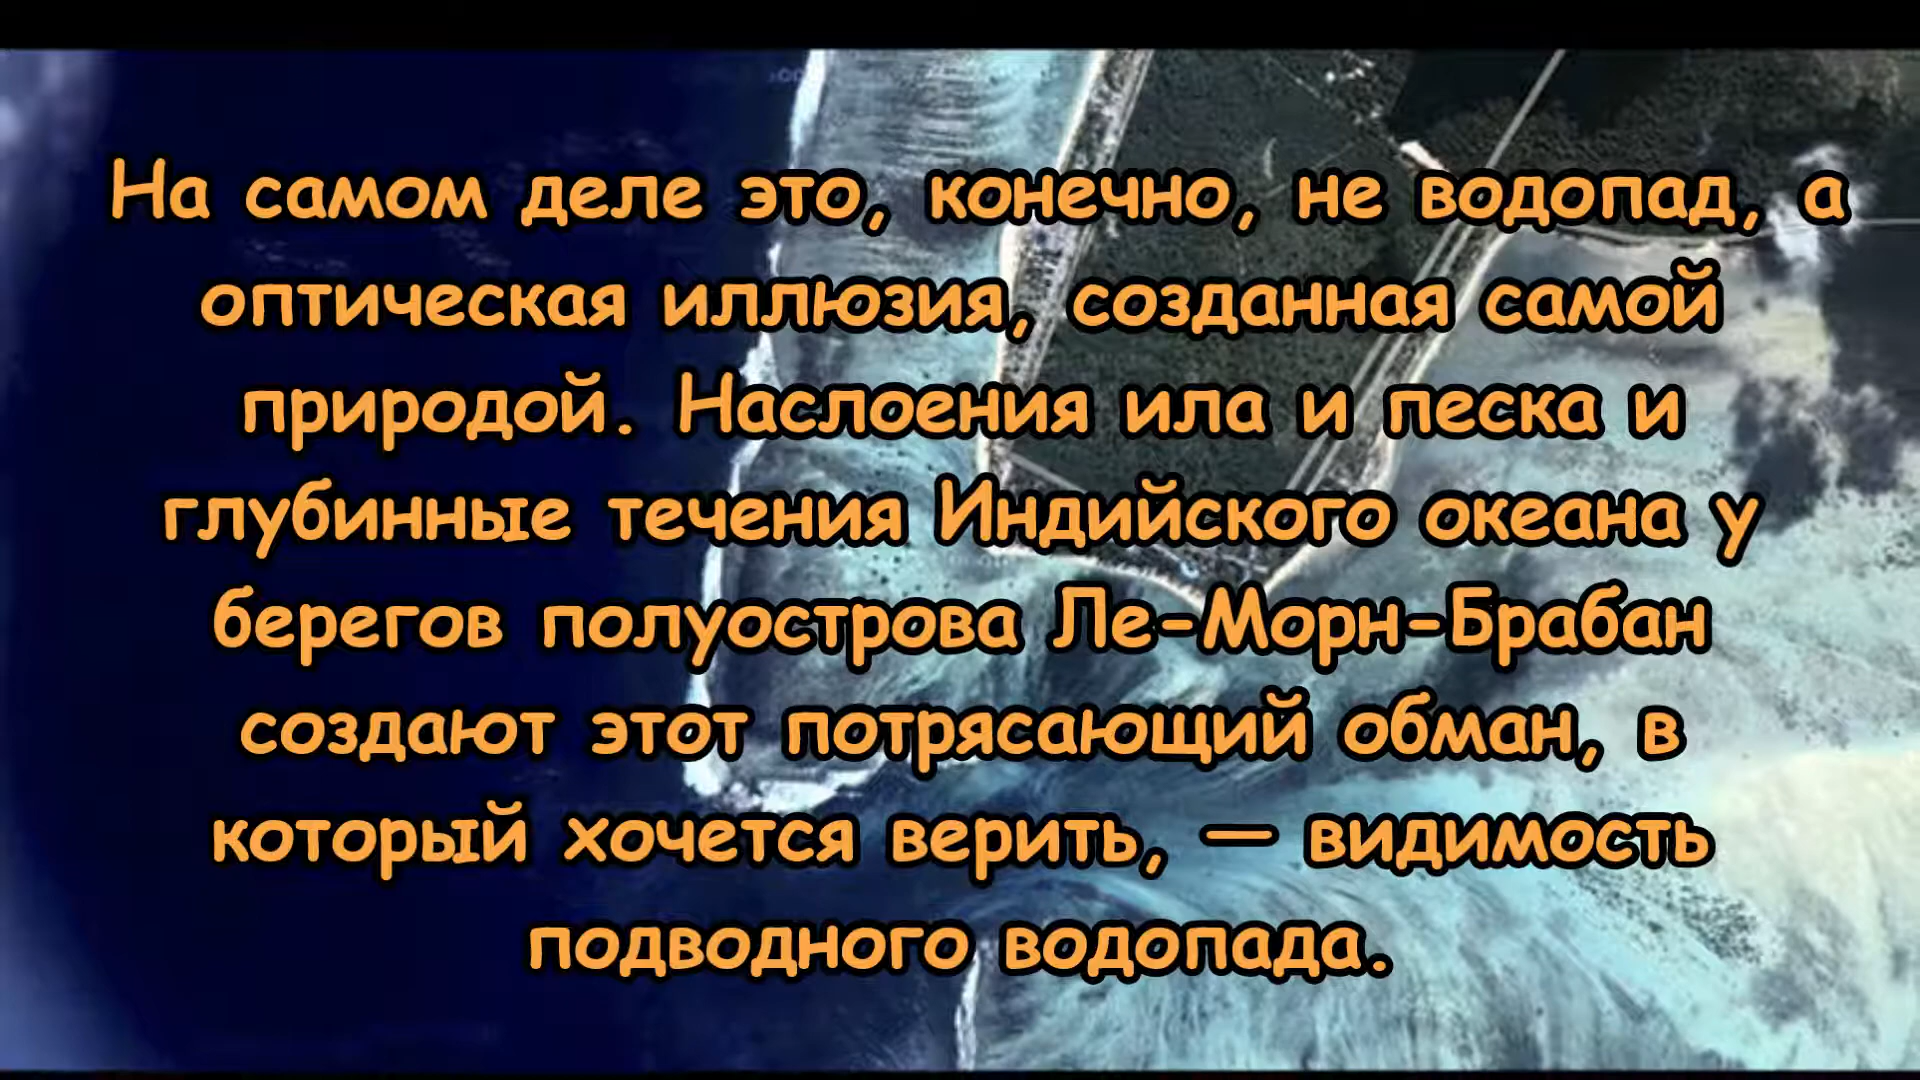 На самом деле это, конечно, не водопад, а
оптическая иллюзия, созданная самой
природой. Наслоения ила и песка и
глубинные течения Индийского океана у
берегов полуострова Ле-Морн-Брабан
создают этот потрясающий обман, в
который хочется верить, — видимость
подводного водопада.